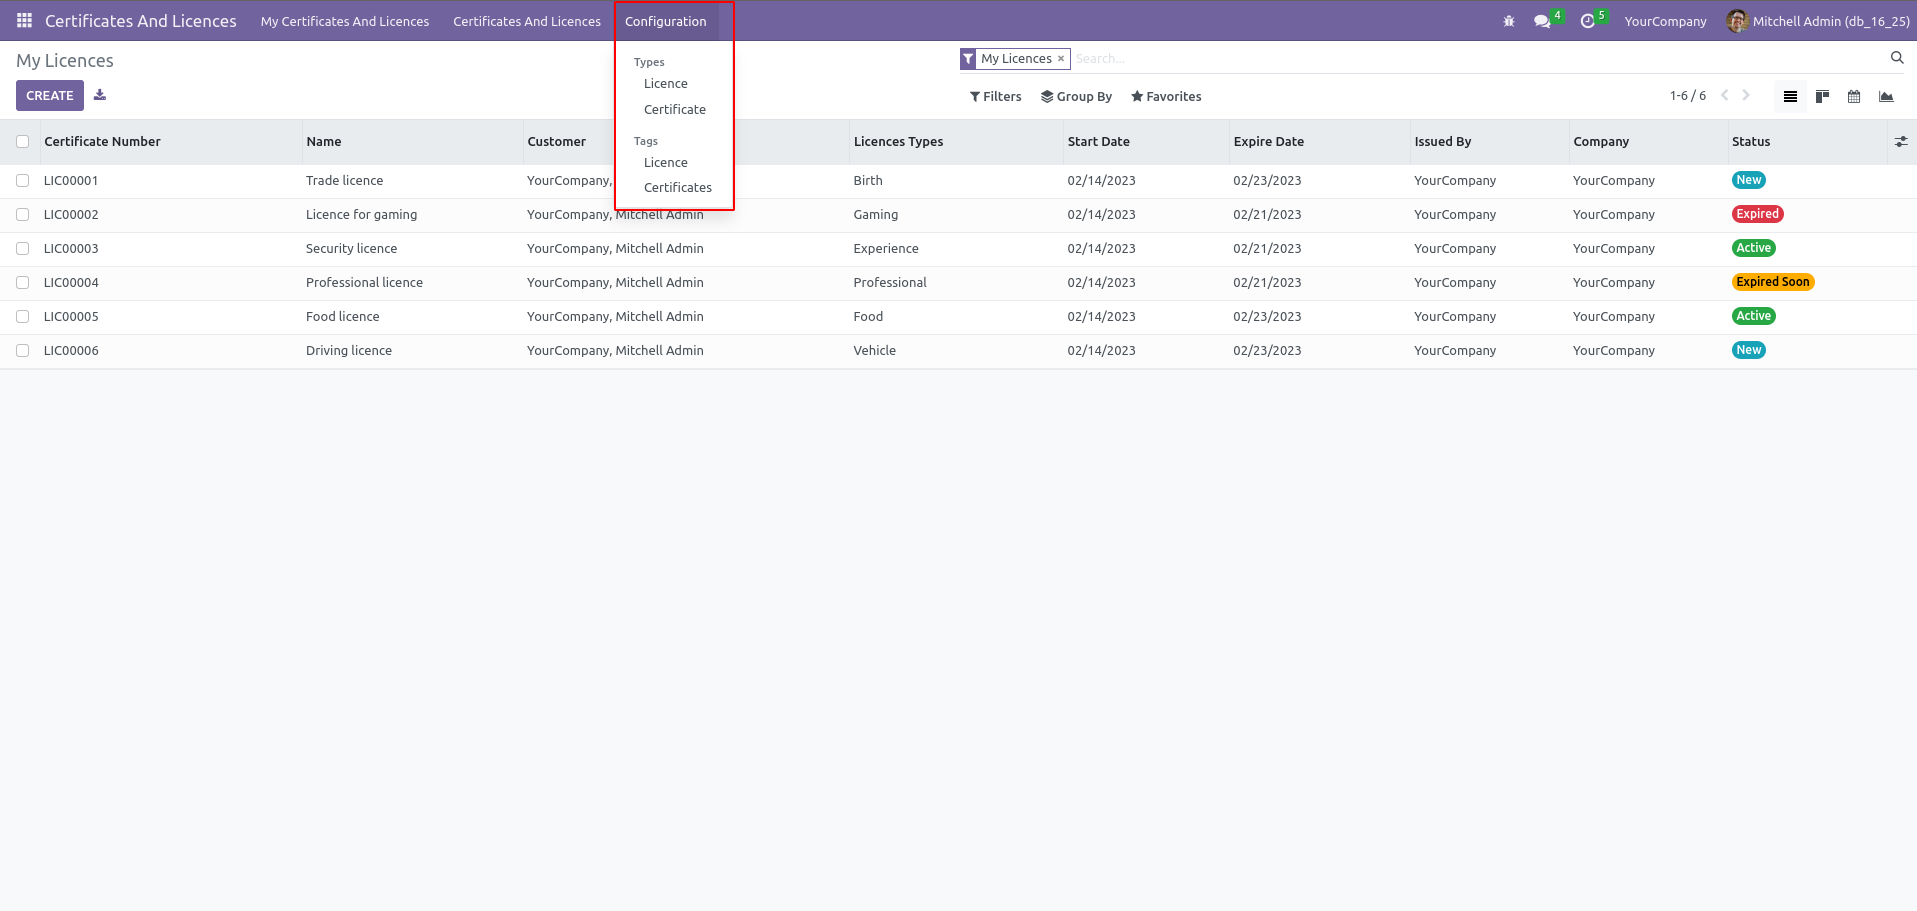 Certificates And Licences My Certificates And Licences Certificates And Licences Configuration 4 5 YourCompany Mitchell Admin (db_16_25)
My Licences My Licences × Search...
CREATE Filters Group By Favorites 1-6 / 6
Types
Licence
Certificate
Tags
Licence
Certificates
Certificate Number Name Customer Licences Types Start Date Expire Date Issued By Company Status
LIC00001 Trade licence YourCompany, Birth 02/14/2023 02/23/2023 YourCompany YourCompany New
LIC00002 Licence for gaming YourCompany, Mitchell Admin Gaming 02/14/2023 02/21/2023 YourCompany YourCompany Expired
LIC00003 Security licence YourCompany, Mitchell Admin Experience 02/14/2023 02/21/2023 YourCompany YourCompany Active
LIC00004 Professional licence YourCompany, Mitchell Admin Professional 02/14/2023 02/21/2023 YourCompany YourCompany Expired Soon
LIC00005 Food licence YourCompany, Mitchell Admin Food 02/14/2023 02/23/2023 YourCompany YourCompany Active
LIC00006 Driving licence YourCompany, Mitchell Admin Vehicle 02/14/2023 02/23/2023 YourCompany YourCompany New